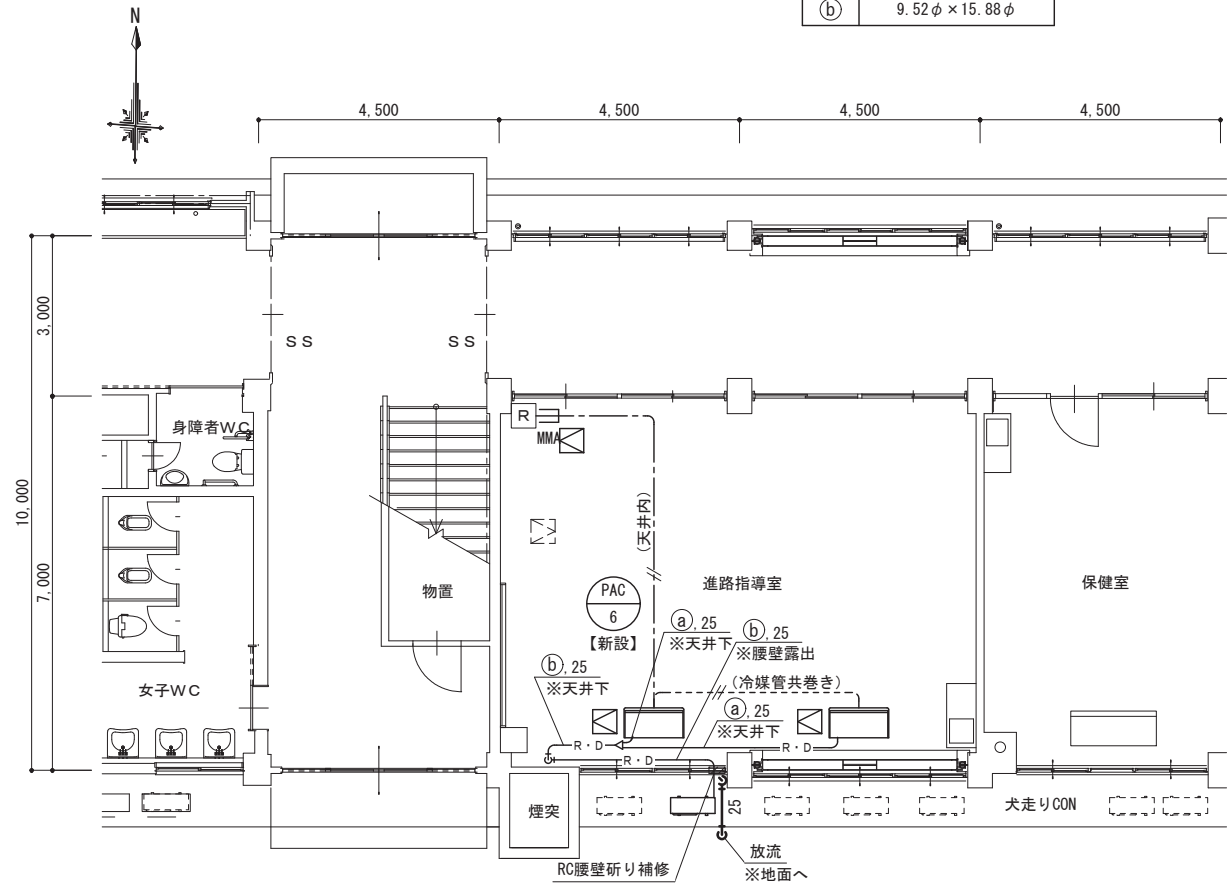 ⓑ 9.52φ×15.88φ
N
4,500 4,500 4,500 4,500
3,000
10,000
7,000
SS SS
身障者WC
R
MMA
(天井内)
物置
PAC
6
【新設】
進路指導室
保健室
ⓐ,25
※天井下
ⓑ,25
※腰壁露出
ⓑ,25
※天井下
(冷媒管共巻き)
ⓐ,25
※天井下
女子WC
R・D R・D
R・D
煙突
25
犬走りCON
放流
※地面へ
RC腰壁斫り補修